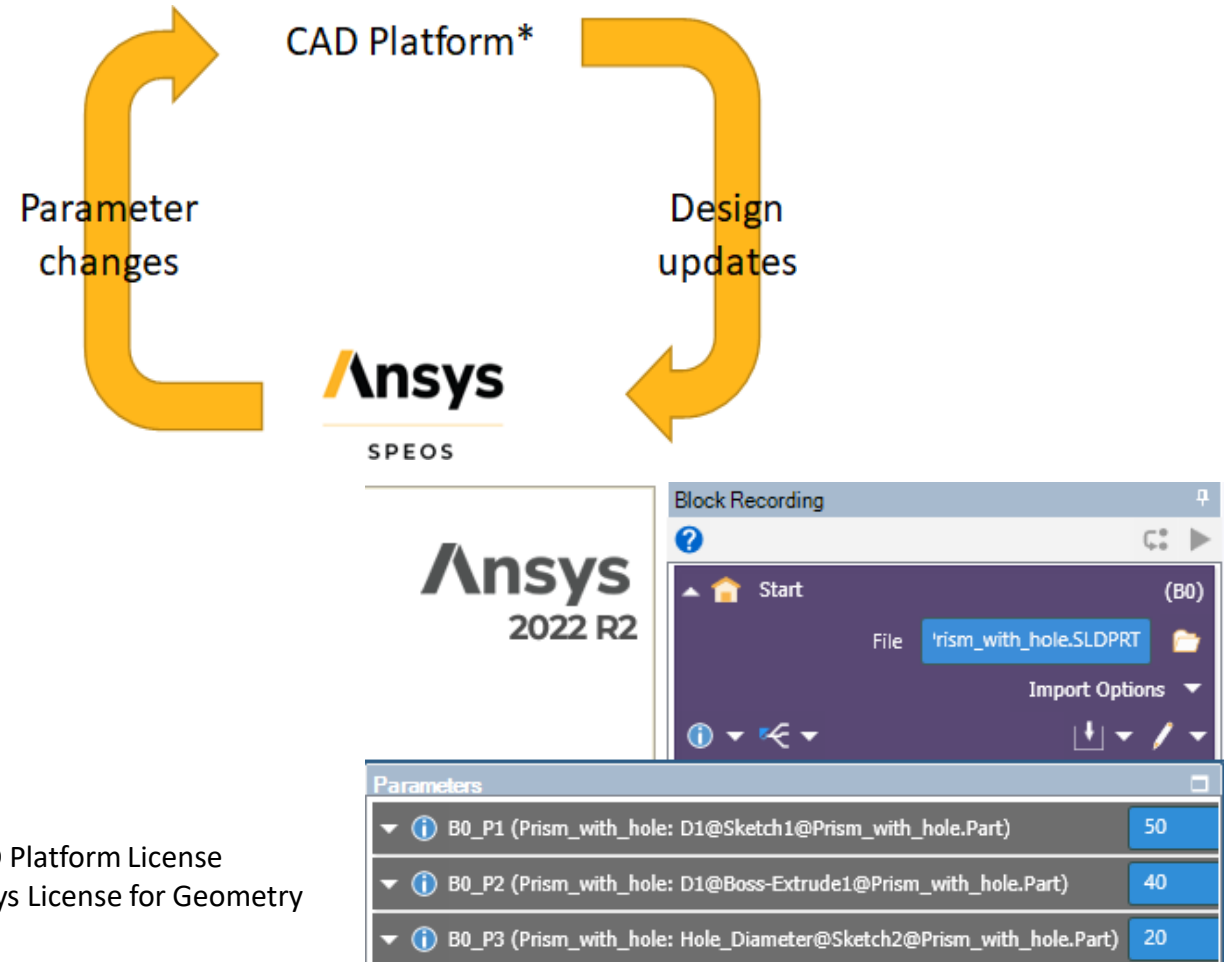 CAD Platform*
Parameter
changes
Design
updates
Ansys
SPEOS
Ansys
2022 R2
Block Recording
Start
(B0)
File
rism_with_hole.SLDPRT
Import Options
Parameters
B0_P1 (Prism_with_hole: D1@Sketch1@Prism_with_hole.Part)
50
B0_P2 (Prism_with_hole: D1@Boss-Extrude1@Prism_with_hole.Part)
40
B0_P3 (Prism_with_hole: Hole_Diameter@Sketch2@Prism_with_hole.Part)
20
Platform License
ys License for Geometry